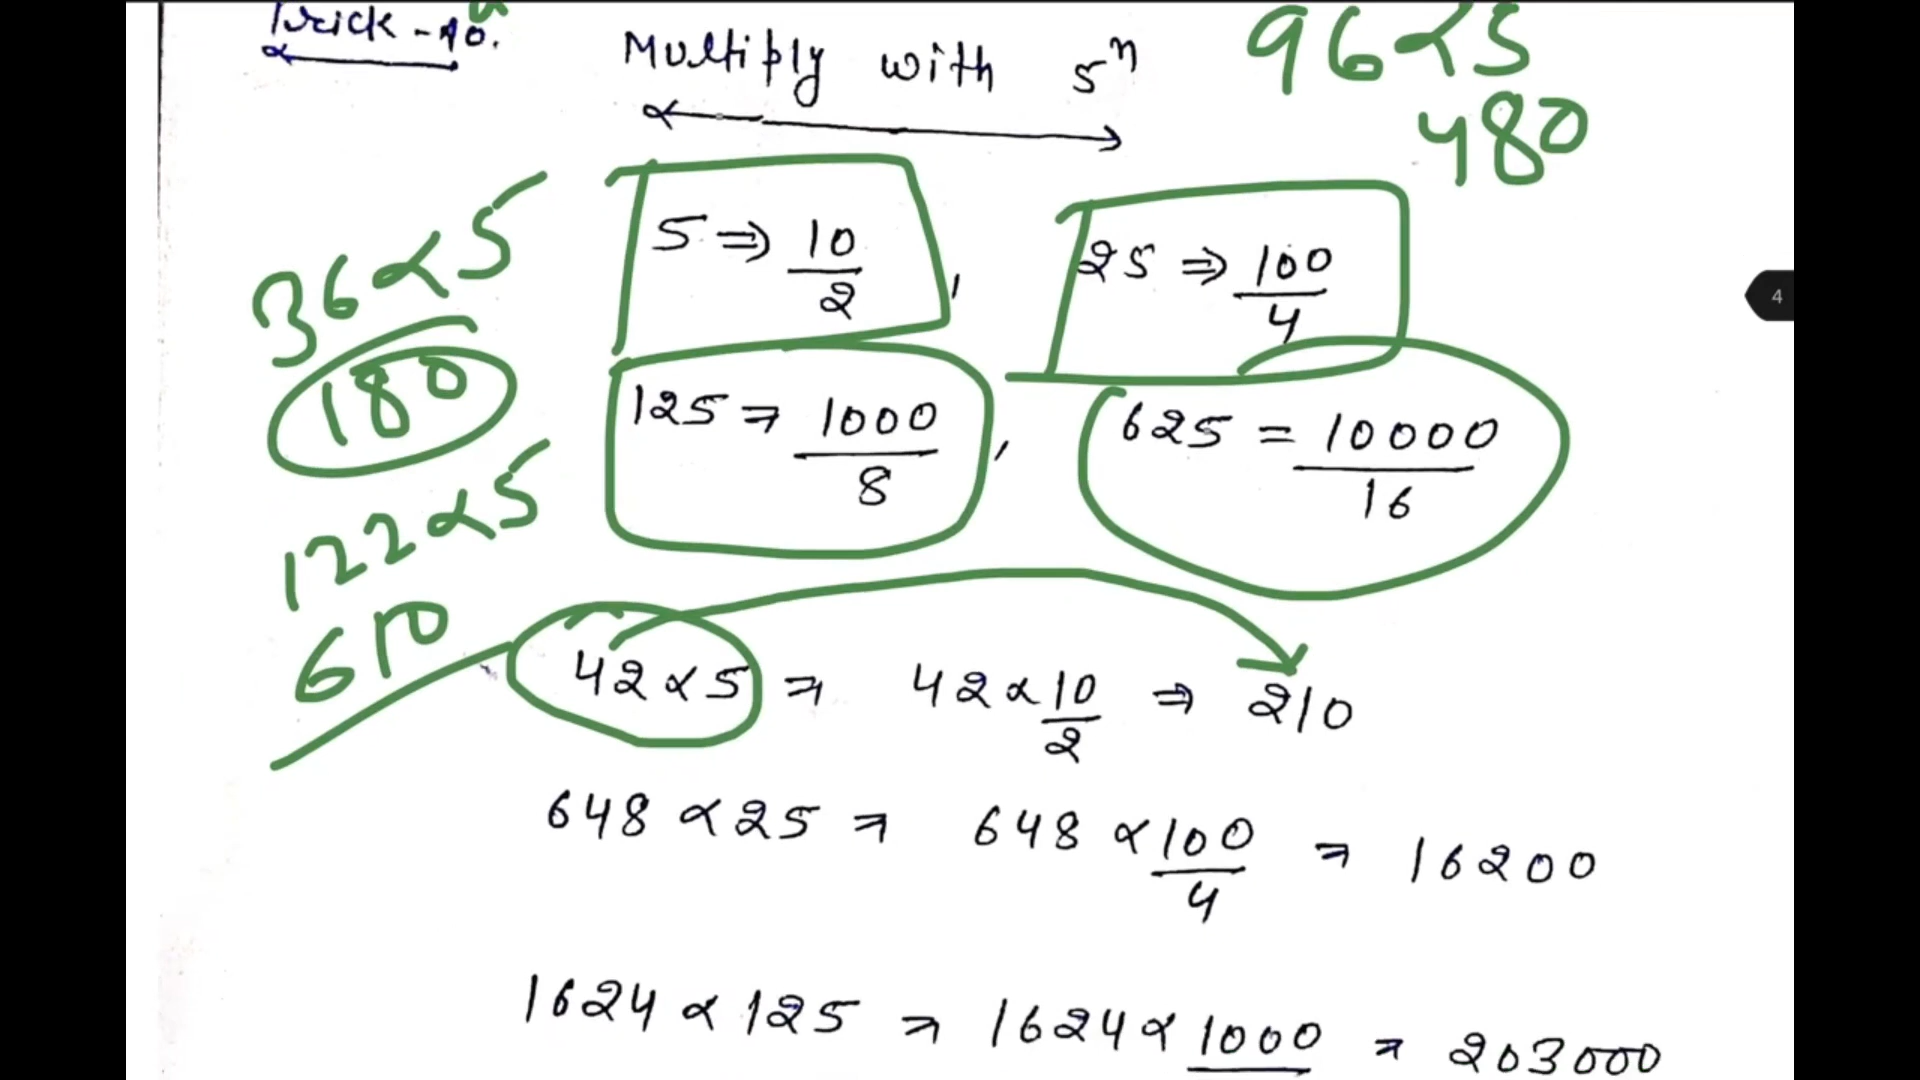 Trick-10.
Multiply with 5ⁿ
96×5
480
5 ⇒ 10/2 , 25 ⇒ 100/4
36×5
180
125 = 1000/8 , 625 = 10000/16
122×5
610
42×5 = 42×10/2 ⇒ 210
648×25 = 648×100/4 = 16200
1624×125 = 1624×1000 = 203000
4